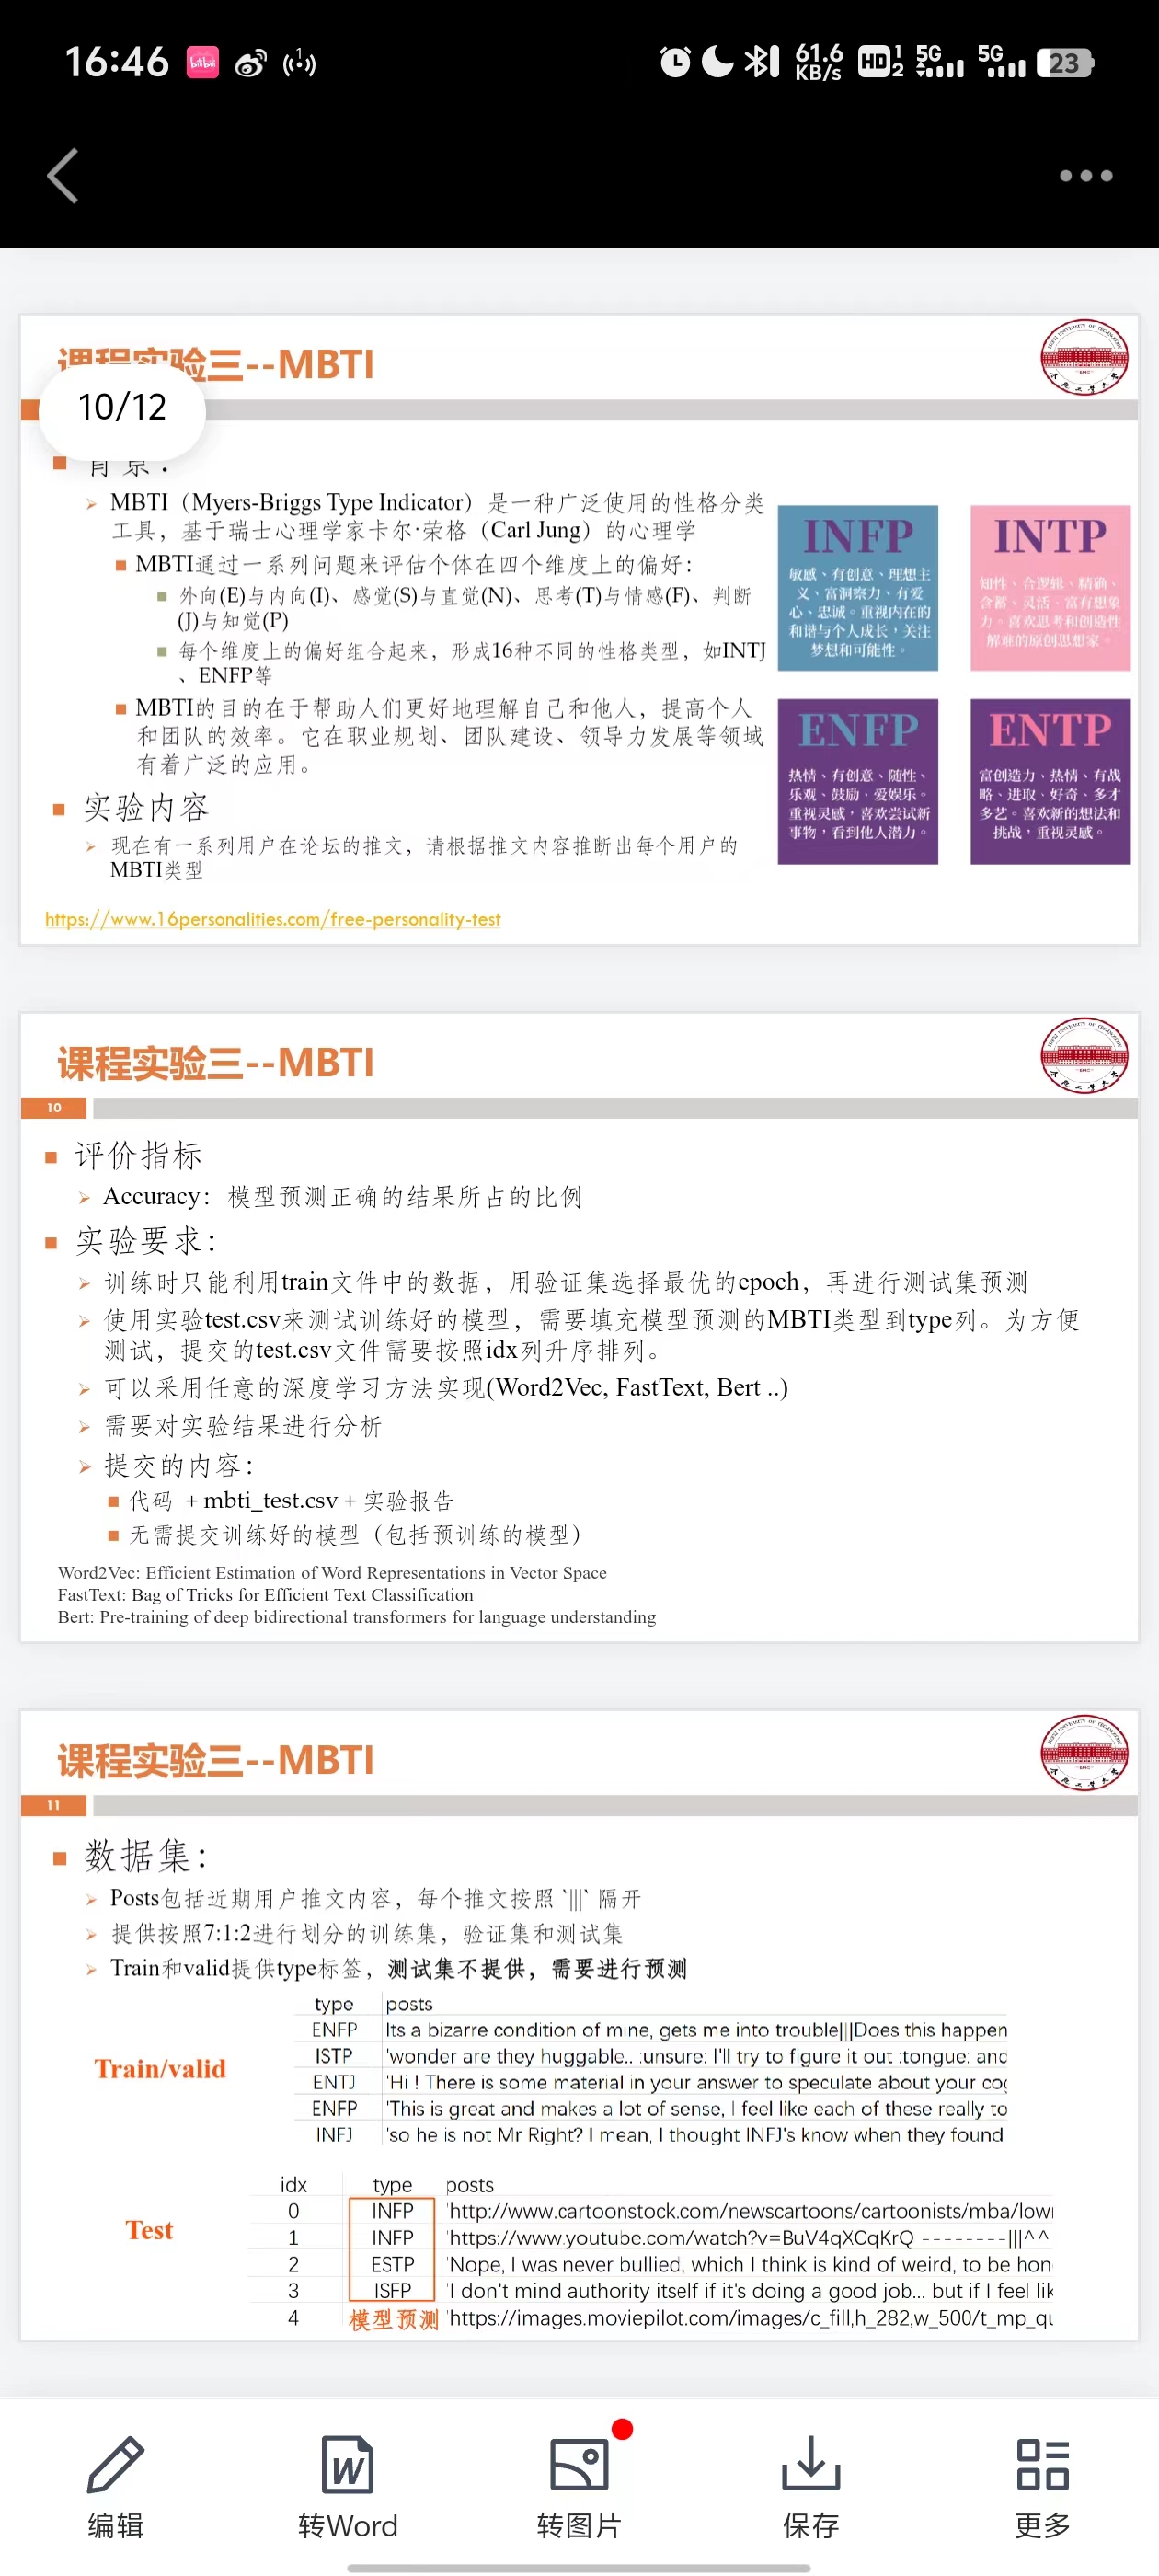 16:46
61.6 KB/s
HD 1 2
5G
5G
23
课程实验三--MBTI
10/12
背景：
MBTI（Myers-Briggs Type Indicator）是一种广泛使用的性格分类
工具，基于瑞士心理学家卡尔·荣格（Carl Jung）的心理学
MBTI通过一系列问题来评估个体在四个维度上的偏好：
外向(E)与内向(I)、感觉(S)与直觉(N)、思考(T)与情感(F)、判断
(J)与知觉(P)
每个维度上的偏好组合起来，形成16种不同的性格类型，如INTJ
、ENFP等
MBTI的目的在于帮助人们更好地理解自己和他人，提高个人
和团队的效率。它在职业规划、团队建设、领导力发展等领域
有着广泛的应用。
实验内容
现在有一系列用户在论坛的推文，请根据推文内容推断出每个用户的
MBTI类型
https://www.16personalities.com/free-personality-test
INFP
敏感、有创意、理想主
义、富洞察力、有爱
心、忠诚。重视内在的
和谐与个人成长，关注
梦想和可能性。
INTP
知性、合逻辑、精确、
含蓄、灵活、富有想象
力。喜欢思考和创造性
解难的原创思想家。
ENFP
热情、有创意、随性、
乐观、鼓励、爱娱乐。
重视灵感，喜欢尝试新
事物，看到他人潜力。
ENTP
富创造力、热情、有战
略、进取、好奇、多才
多艺。喜欢新的想法和
挑战，重视灵感。
课程实验三--MBTI
10
评价指标
Accuracy：模型预测正确的结果所占的比例
实验要求：
训练时只能利用train文件中的数据，用验证集选择最优的epoch，再进行测试集预测
使用实验test.csv来测试训练好的模型，需要填充模型预测的MBTI类型到type列。为方便
测试，提交的test.csv文件需要按照idx列升序排列。
可以采用任意的深度学习方法实现(Word2Vec, FastText, Bert ..)
需要对实验结果进行分析
提交的内容：
代码 + mbti_test.csv + 实验报告
无需提交训练好的模型（包括预训练的模型）
Word2Vec: Efficient Estimation of Word Representations in Vector Space
FastText: Bag of Tricks for Efficient Text Classification
Bert: Pre-training of deep bidirectional transformers for language understanding
课程实验三--MBTI
11
数据集：
Posts包括近期用户推文内容，每个推文按照 `|||` 隔开
提供按照7:1:2进行划分的训练集，验证集和测试集
Train和valid提供type标签，测试集不提供，需要进行预测
Train/valid
type posts
ENFP Its a bizarre condition of mine, gets me into trouble|||Does this happen
ISTP 'wonder are they huggable.. :unsure: I'll try to figure it out :tongue: and
ENTJ 'Hi ! There is some material in your answer to speculate about your cog
ENFP 'This is great and makes a lot of sense, I feel like each of these really to
INFJ 'so he is not Mr Right? I mean, I thought INFJ's know when they found
Test
idx type posts
0 INFP 'http://www.cartoonstock.com/newscartoons/cartoonists/mba/low
1 INFP 'https://www.youtube.com/watch?v=BuV4qXCqKrQ --------|||^^
2 ESTP 'Nope, I was never bullied, which I think is kind of weird, to be hon
3 ISFP 'I don't mind authority itself if it's doing a good job... but if I feel lik
4 模型预测 'https://images.moviepilot.com/images/c_fill,h_282,w_500/t_mp_qu
编辑
转Word
转图片
保存
更多